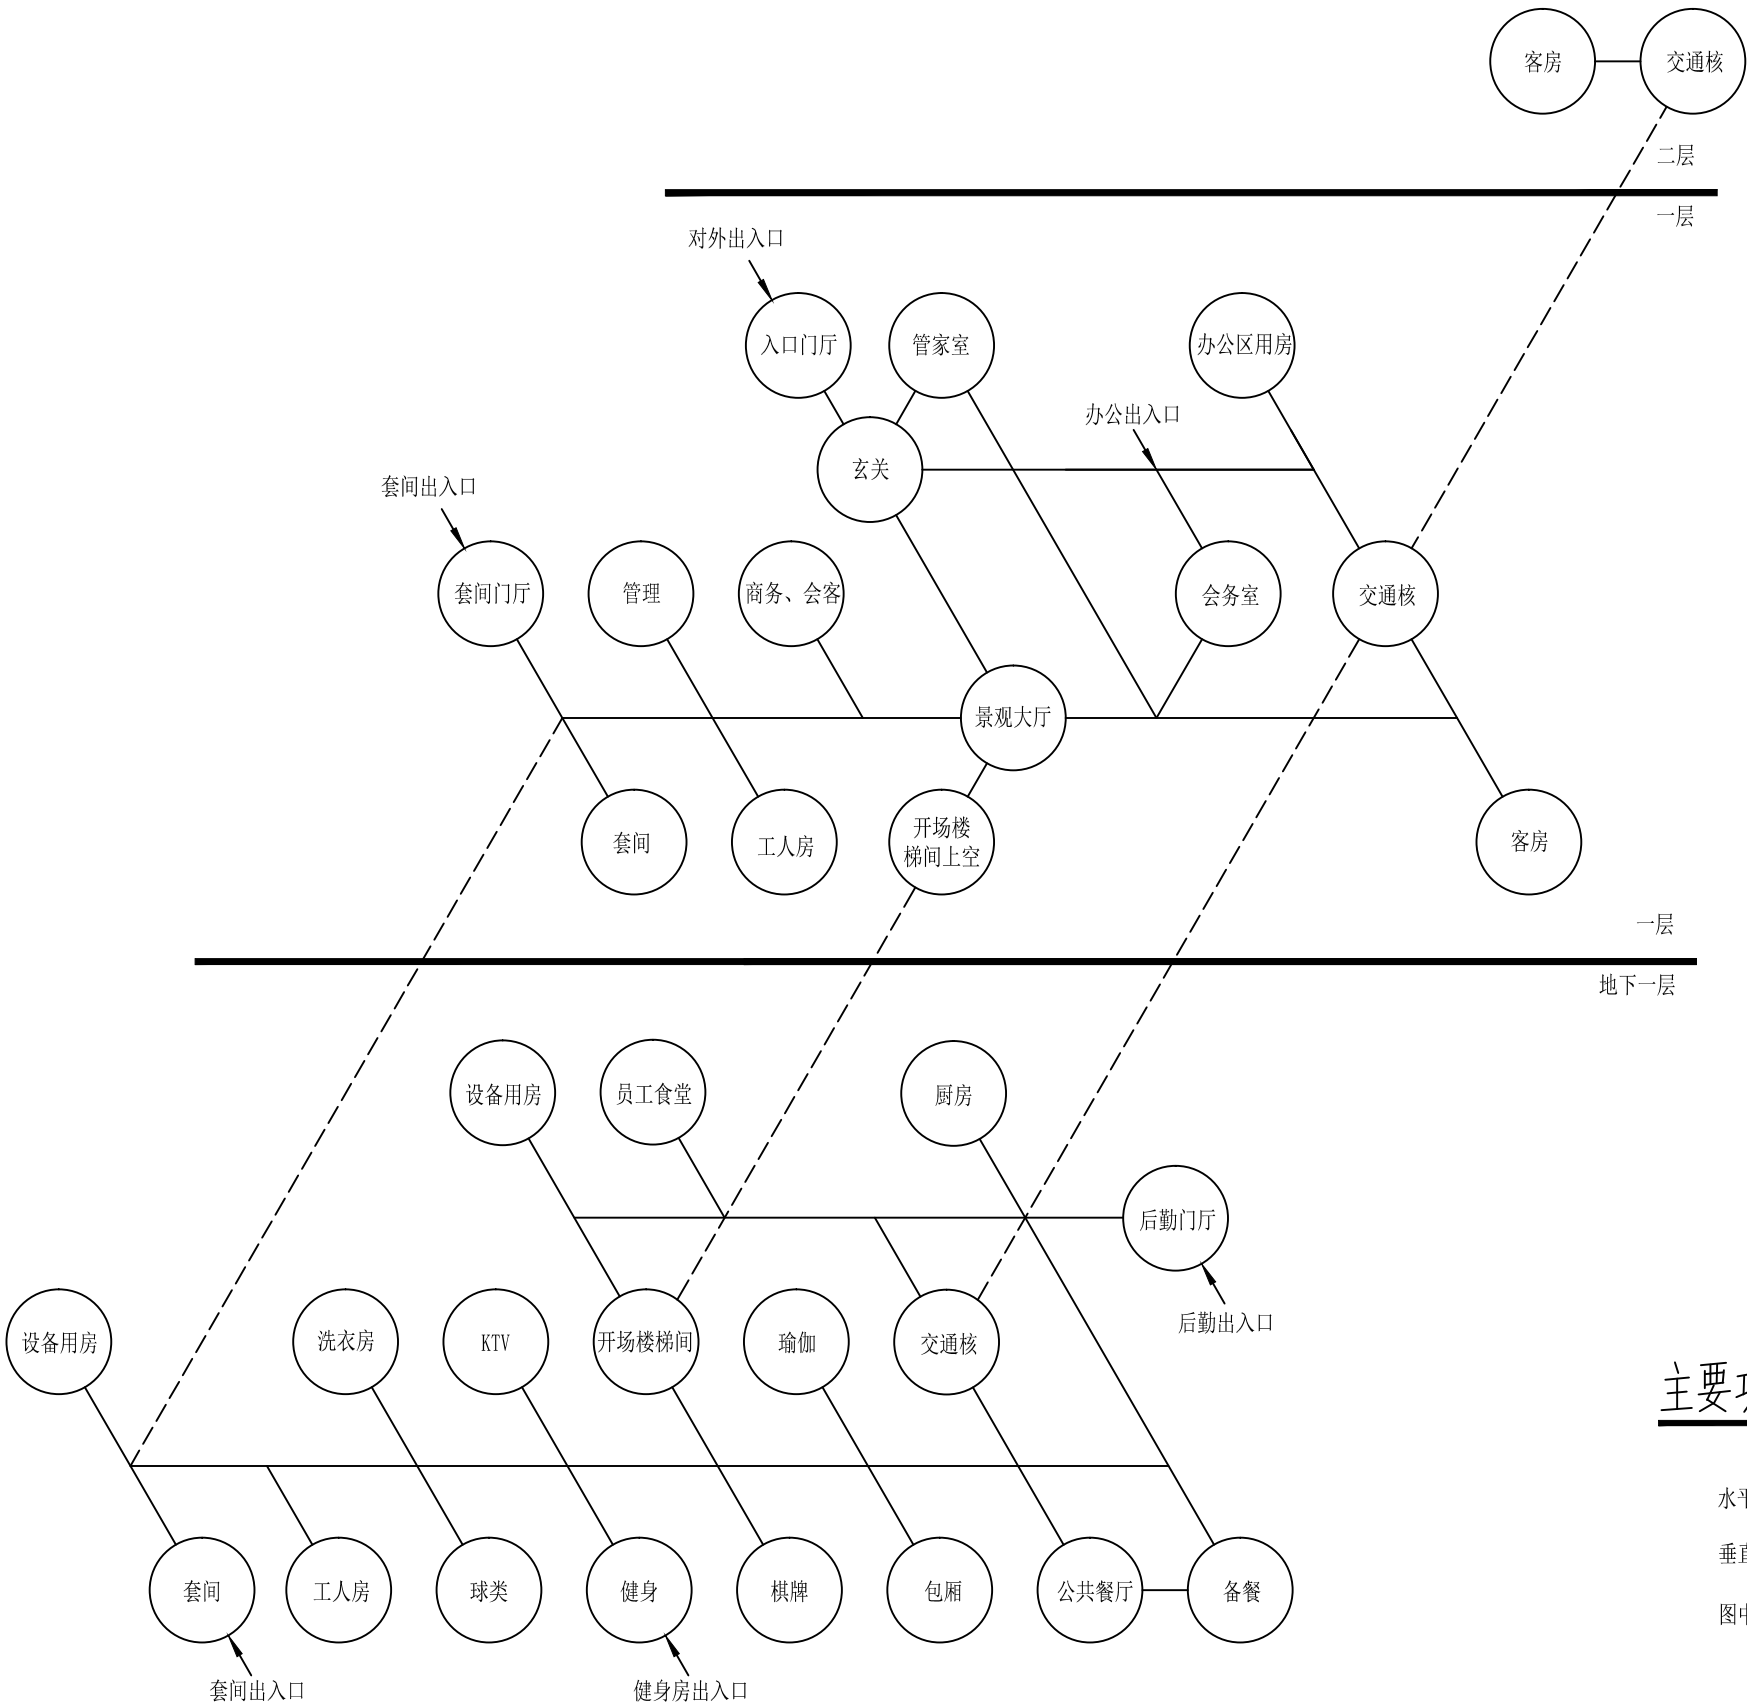 客房
交通核
二层
一层
对外出入口
入口门厅
管家室
办公区用房
办公出入口
玄关
套间出入口
套间门厅
管理
商务、会客
会务室
交通核
景观大厅
套间
工人房
开场楼
梯间上空
客房
一层
地下一层
设备用房
员工食堂
厨房
后勤门厅
后勤出入口
设备用房
洗衣房
KTV
开场楼梯间
瑜伽
交通核
主要
水平
垂直
套间
工人房
球类
健身
棋牌
包厢
公共餐厅
备餐
图中
套间出入口
健身房出入口